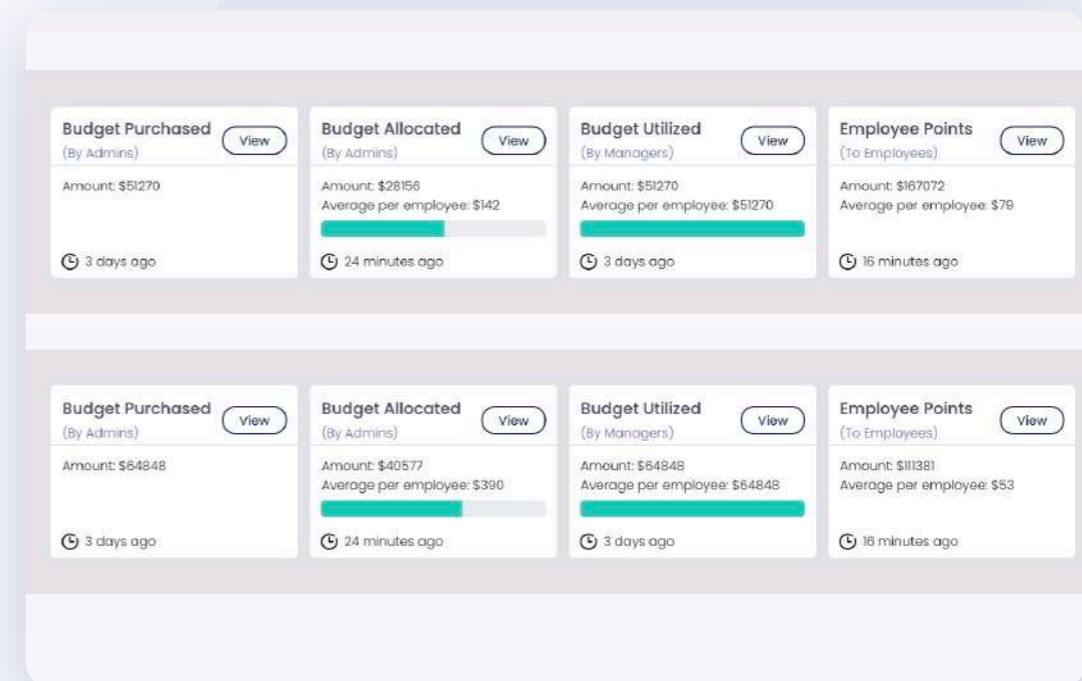 Budget Purchased
(By Admins)
View
Amount: $51270
3 days ago
Budget Allocated
(By Admins)
View
Amount: $28156
Average per employee: $142
24 minutes ago
Budget Utilized
(By Managers)
View
Amount: $51270
Average per employee: $51270
3 days ago
Employee Points
(To Employees)
View
Amount: $167072
Average per employee: $79
16 minutes ago
Budget Purchased
(By Admins)
View
Amount: $64848
3 days ago
Budget Allocated
(By Admins)
View
Amount: $40577
Average per employee: $390
24 minutes ago
Budget Utilized
(By Managers)
View
Amount: $64848
Average per employee: $64848
3 days ago
Employee Points
(To Employees)
View
Amount: $111381
Average per employee: $53
16 minutes ago